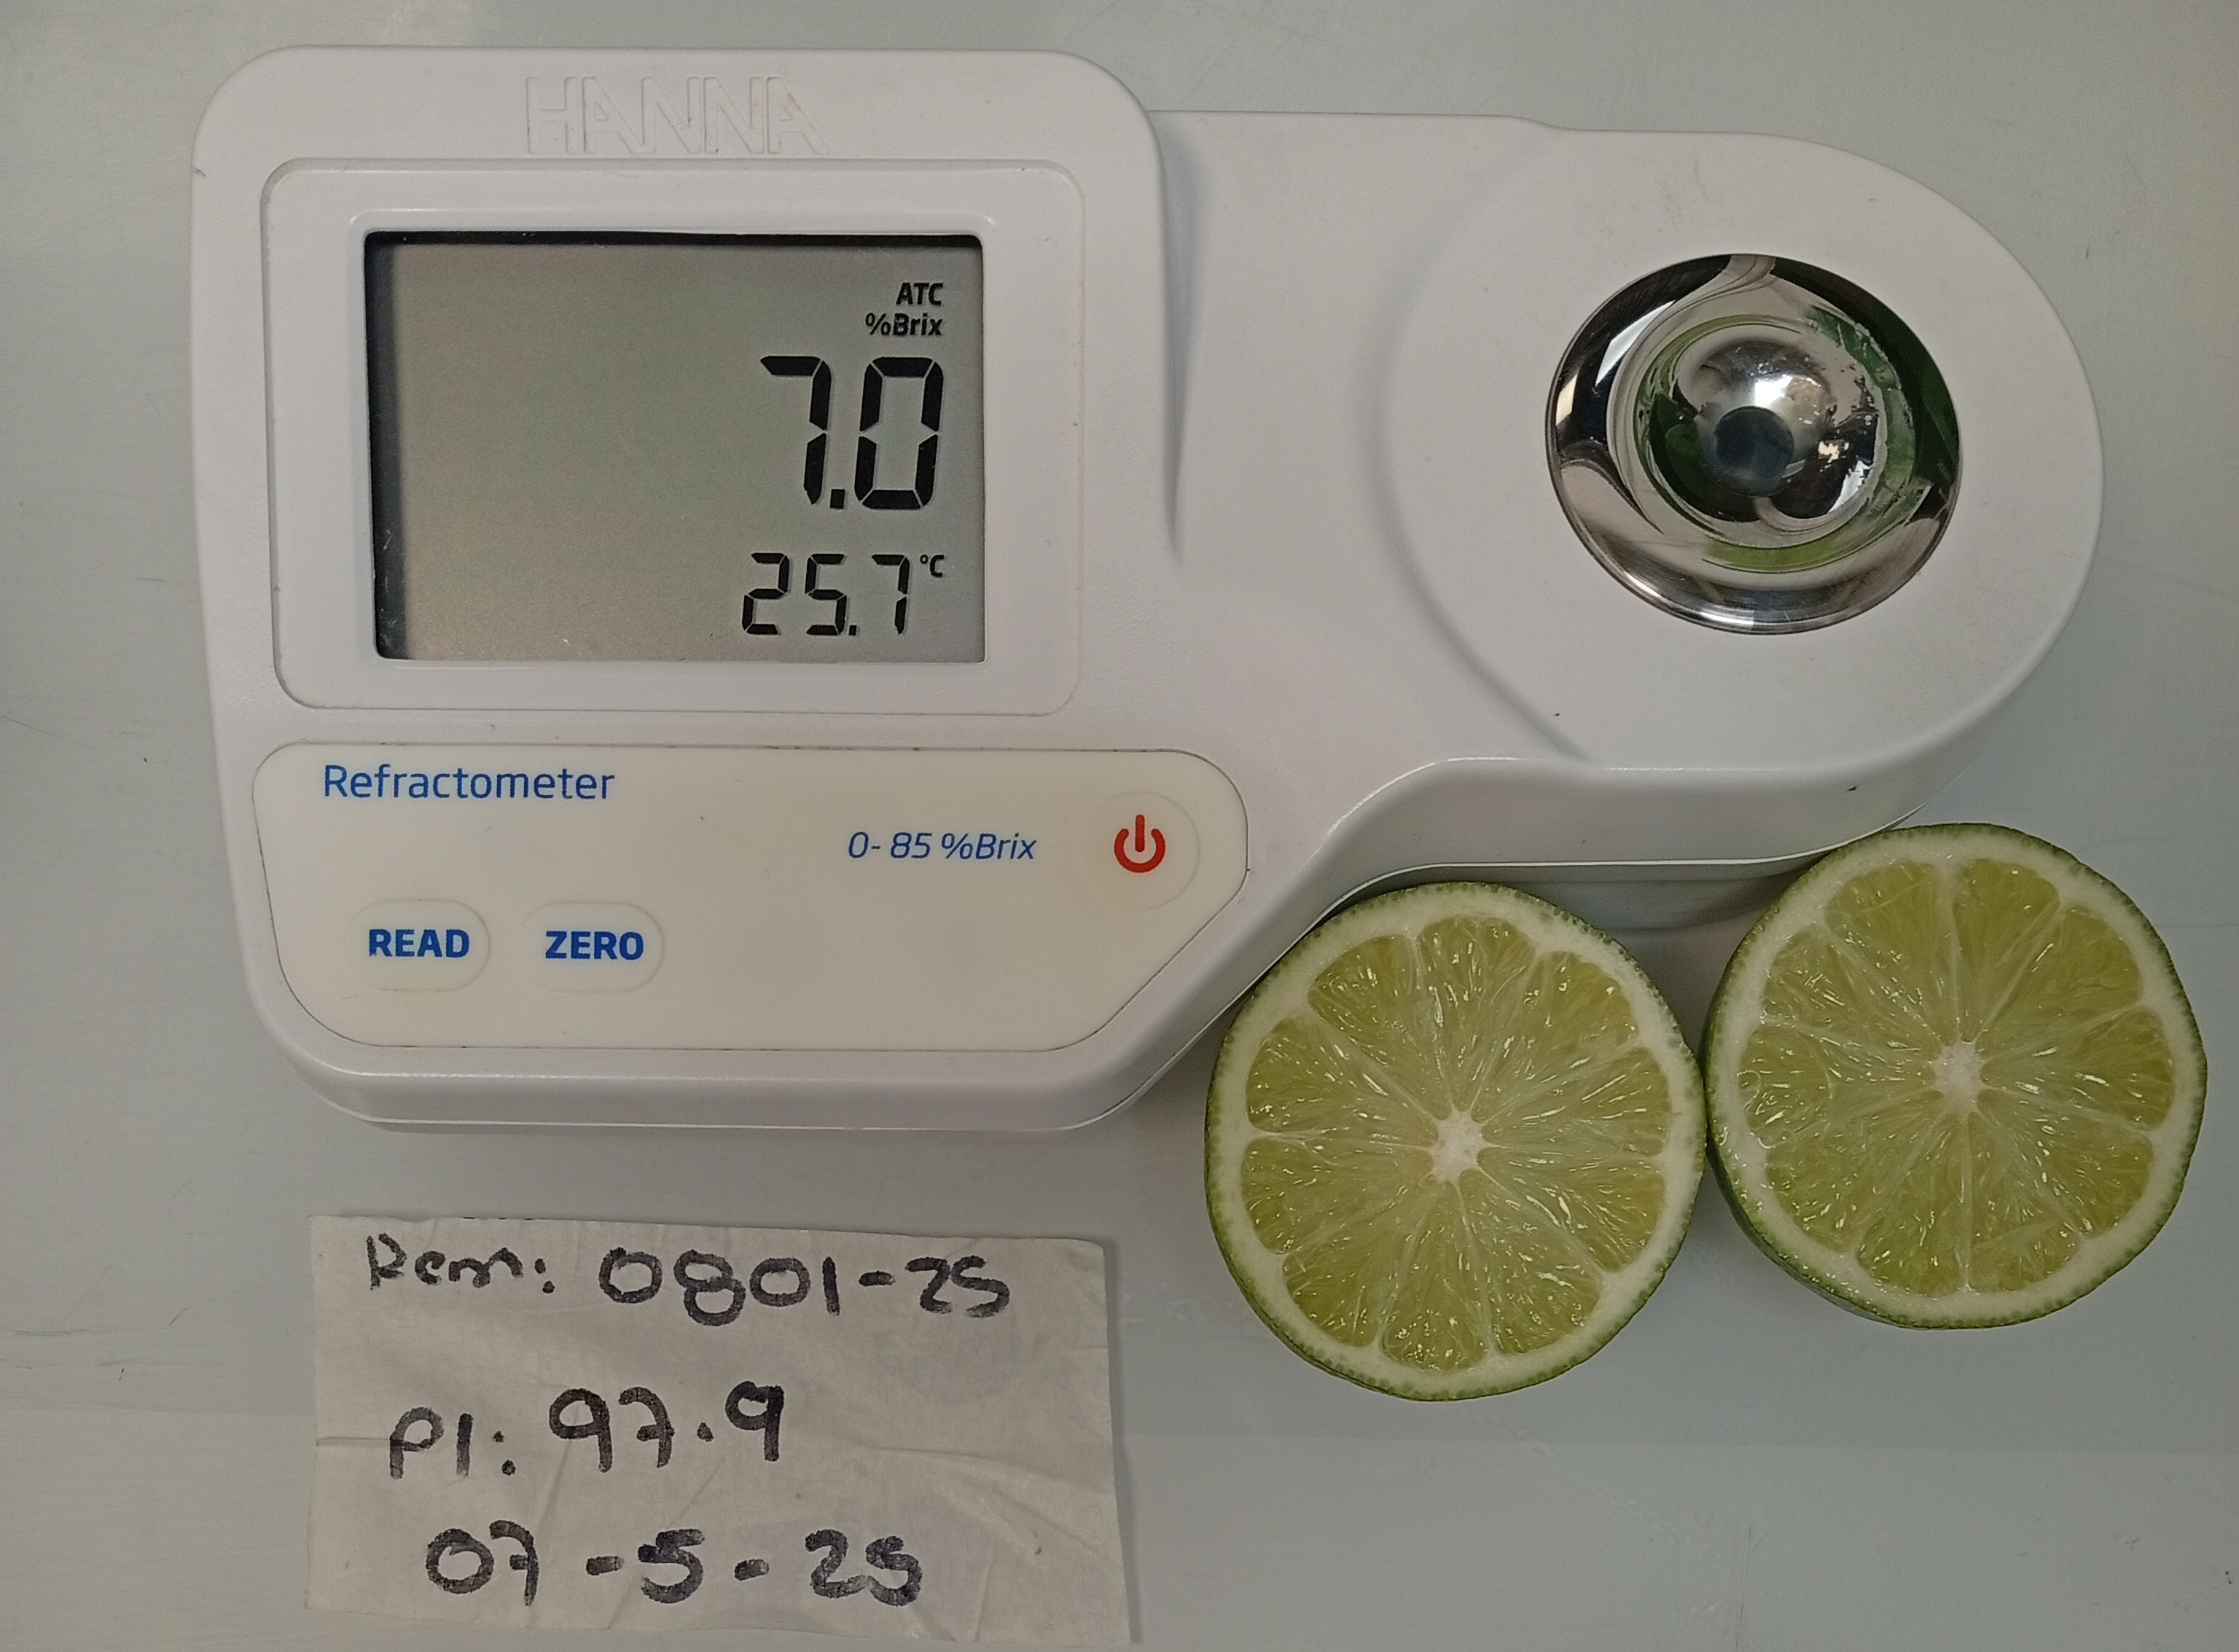 HANNA
ATC
%Brix
7.0
25.7 °C
Refractometer
0- 85 %Brix
READ ZERO
Rem: 0801-25
PI: 97.9
07-5-25